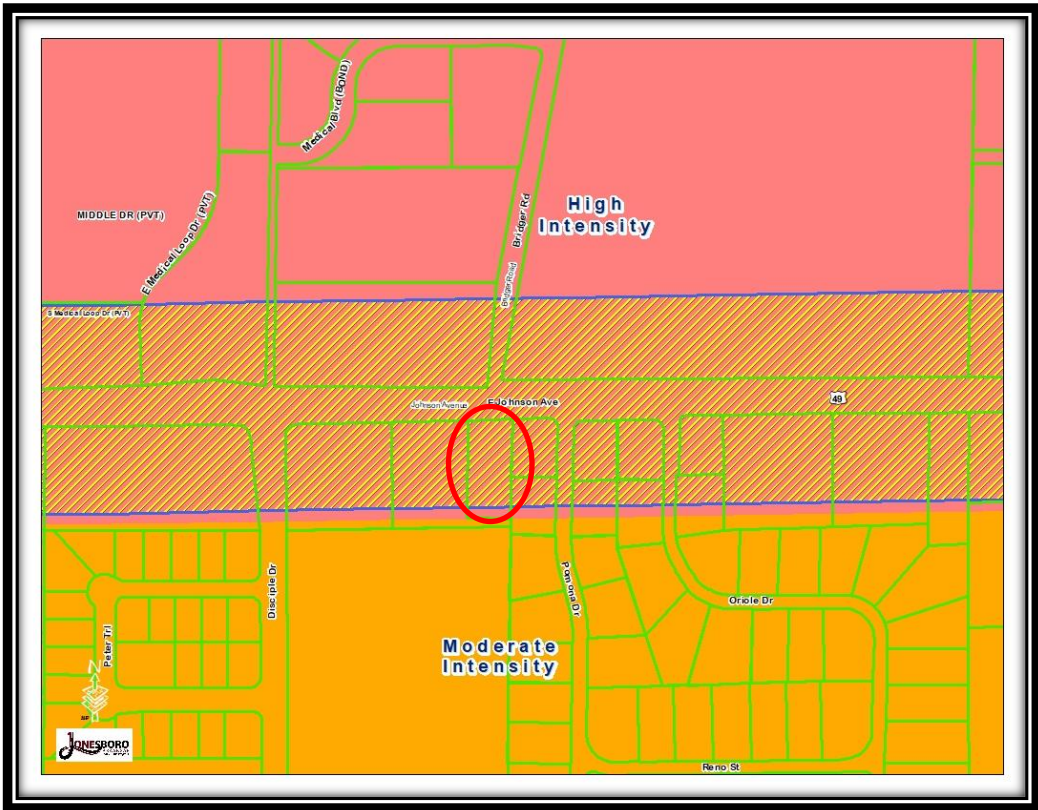 Medical Blvd (BOND)
MIDDLE DR (PVT)
E Medical Loop Dr (PVT)
Bridger Rd
High
Intensity
Bridger Road
S Medical Loop Dr (PVT)
Johnson Avenue
E Johnson Ave
49
Disciple Dr
Pomona Dr
Oriole Dr
Peter Trl
Moderate
Intensity
N
JONESBORO
Reno St